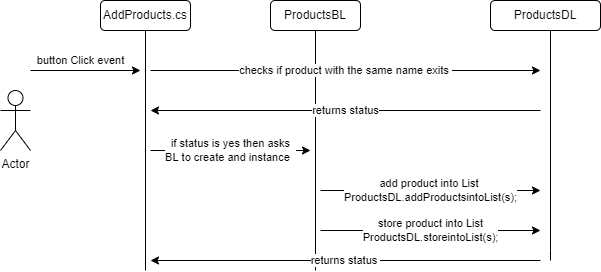 AddProducts.cs
ProductsBL
ProductsDL
button Click event
checks if product with the same name exits
Actor
returns status
if status is yes then asks
BL to create and instance
add product into List
ProductsDL.addProductsintoList(s);
store product into List
ProductsDL.storeintoList(s);
returns status